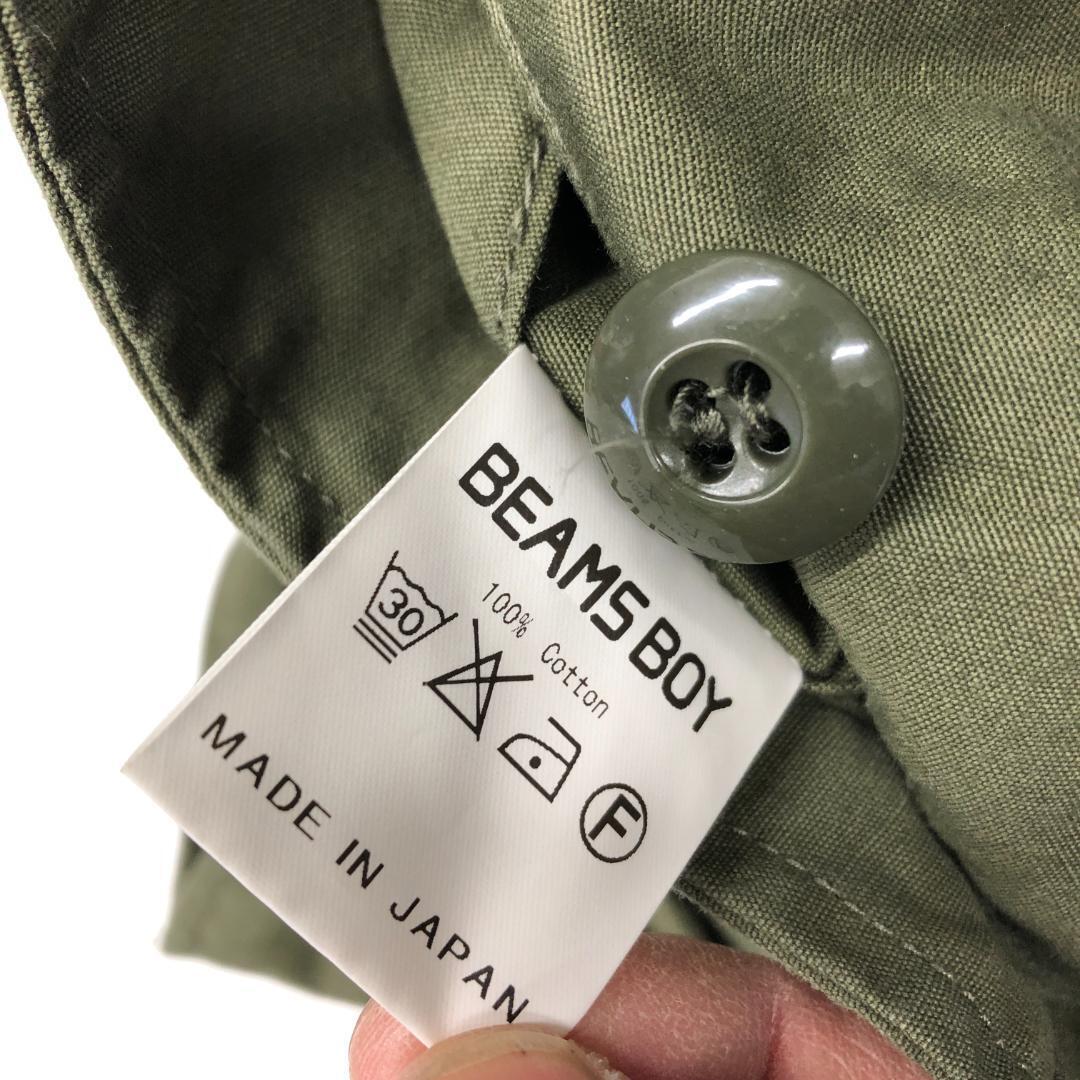 BEAMS BOY
100% Cotton
30
F
MADE IN JAPAN